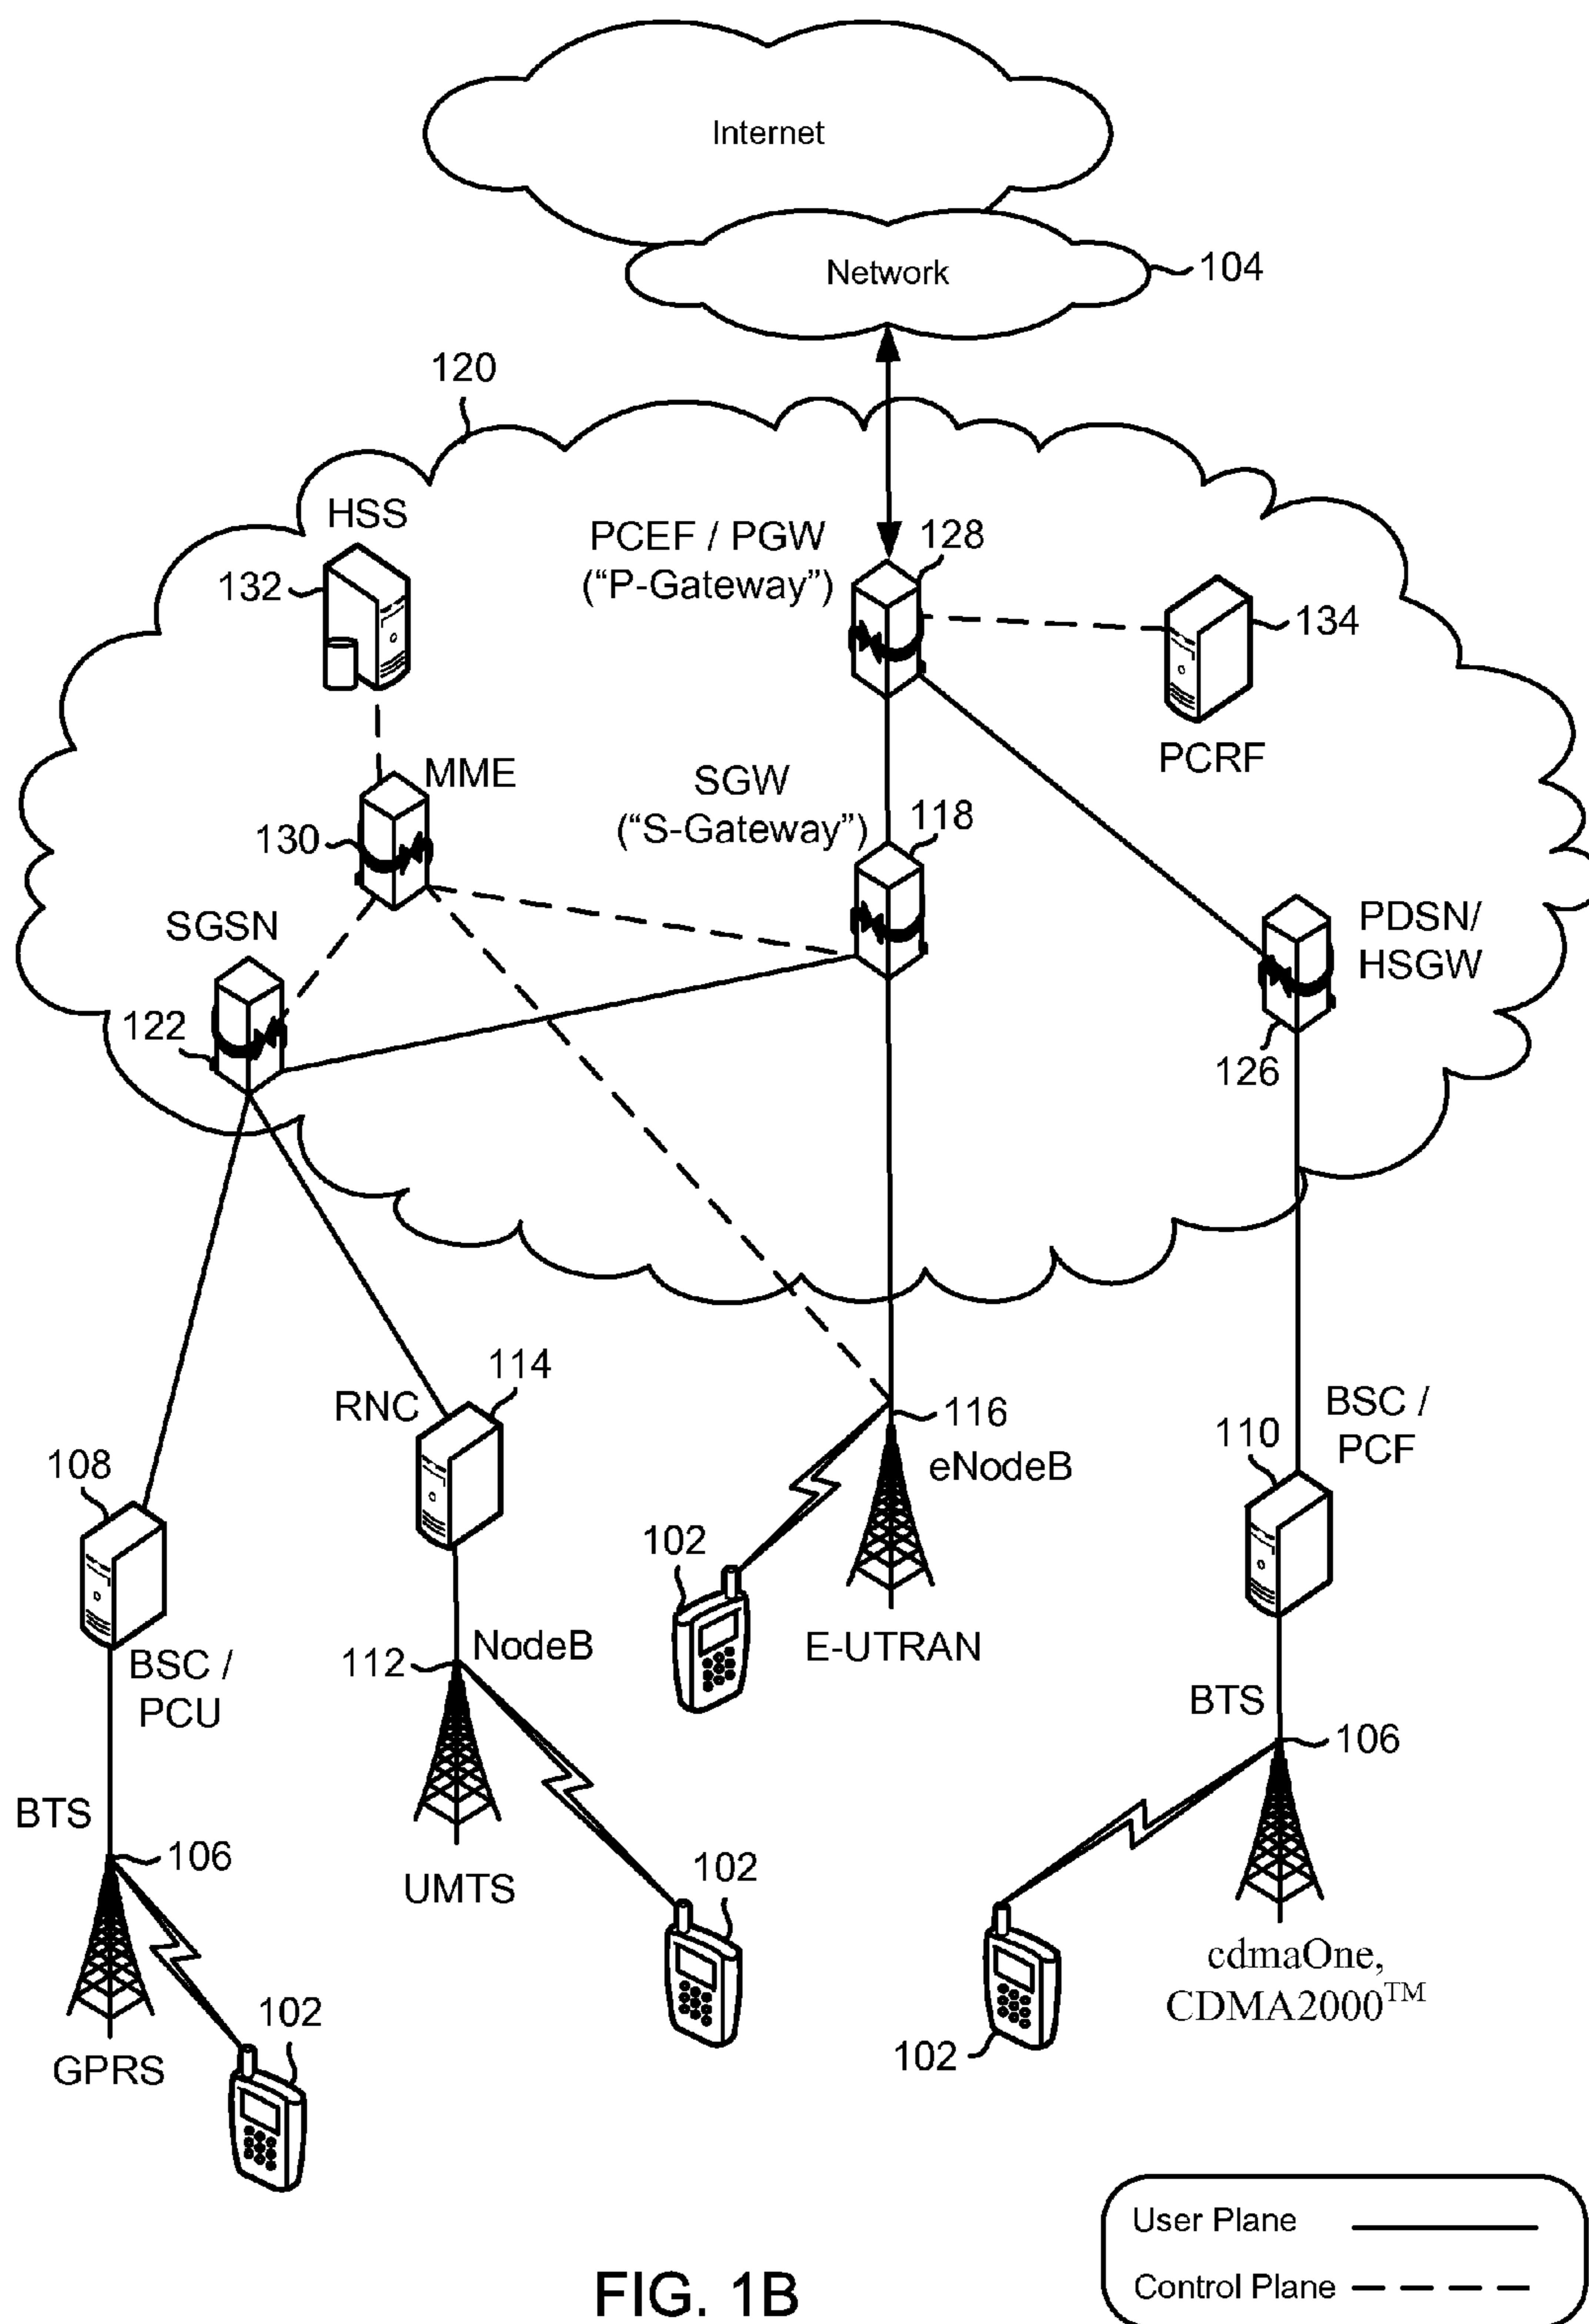 Internet
Network
104
120
HSS
132
PCEF / PGW
(“P-Gateway”)
128
134
PCRF
MME
130
SGW
(“S-Gateway”)
118
SGSN
122
PDSN/
HSGW
126
114
RNC
116
eNodeB
BSC /
PCF
110
108
102
E-UTRAN
BSC /
PCU
NodeB
112
BTS
106
BTS
106
UMTS
102
cdmaOne,
CDMA2000™
102
GPRS
102
User Plane
Control Plane
FIG. 1B